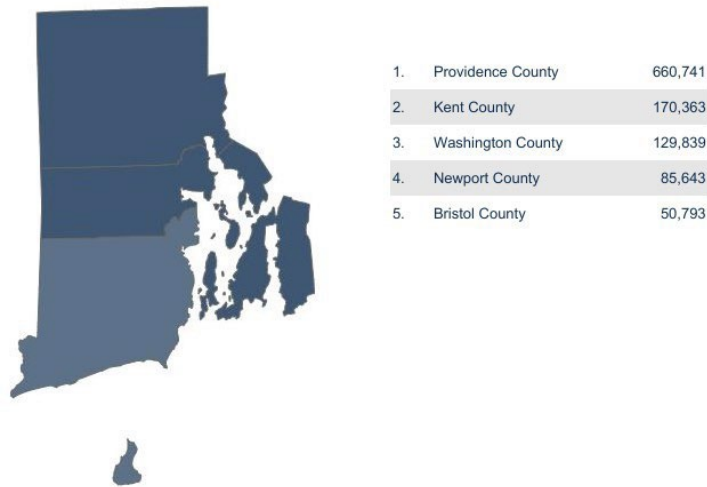 1. Providence County 660,741
2. Kent County 170,363
3. Washington County 129,839
4. Newport County 85,643
5. Bristol County 50,793